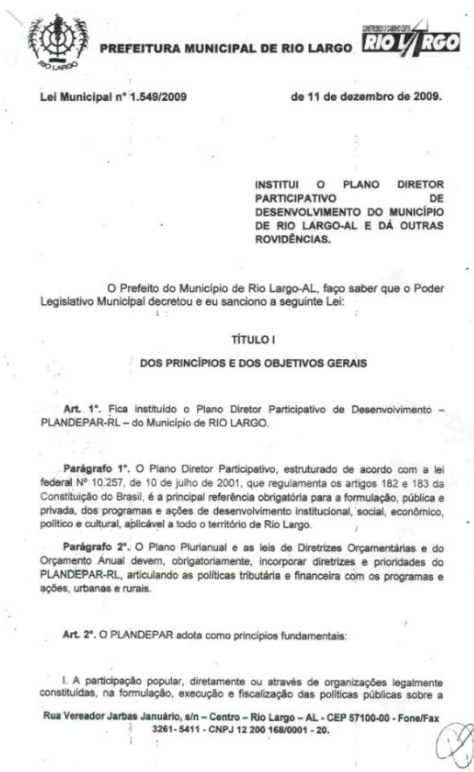 PREFEITURA MUNICIPAL DE RIO LARGO
RIO LARGO
RIO LARGO
Lei Municipal n° 1.549/2009 de 11 de dezembro de 2009.
INSTITUI O PLANO DIRETOR
PARTICIPATIVO DE
DESENVOLVIMENTO DO MUNICÍPIO
DE RIO LARGO-AL E DÁ OUTRAS
ROVIDÊNCIAS.
O Prefeito do Município de Rio Largo-AL, faço saber que o Poder
Legislativo Municipal decretou e eu sanciono a seguinte Lei:
TÍTULO I
DOS PRINCÍPIOS E DOS OBJETIVOS GERAIS
Art. 1°. Fica instituído o Plano Diretor Participativo de Desenvolvimento –
PLANDEPAR-RL – do Município de RIO LARGO.
Parágrafo 1°. O Plano Diretor Participativo, estruturado de acordo com a lei
federal Nº 10.257, de 10 de julho de 2001, que regulamenta os artigos 182 e 183 da
Constituição do Brasil, é a principal referência obrigatória para a formulação, pública e
privada, dos programas e ações de desenvolvimento institucional, social, econômico,
político e cultural, aplicável a todo o território de Rio Largo.
Parágrafo 2°. O Plano Plurianual e as leis de Diretrizes Orçamentárias e do
Orçamento Anual devem, obrigatoriamente, incorporar diretrizes e prioridades do
PLANDEPAR-RL, articulando as políticas tributária e financeira com os programas e
ações, urbanas e rurais.
Art. 2°. O PLANDEPAR adota como princípios fundamentais:
I. A participação popular, diretamente ou através de organizações legalmente
constituídas, na formulação, execução e fiscalização das políticas públicas sobre a
Rua Vereador Jarbas Januário, s/n – Centro – Rio Largo – AL - CEP 57100-00 - Fone/Fax
3261- 5411 - CNPJ 12 200 168/0001 - 20.